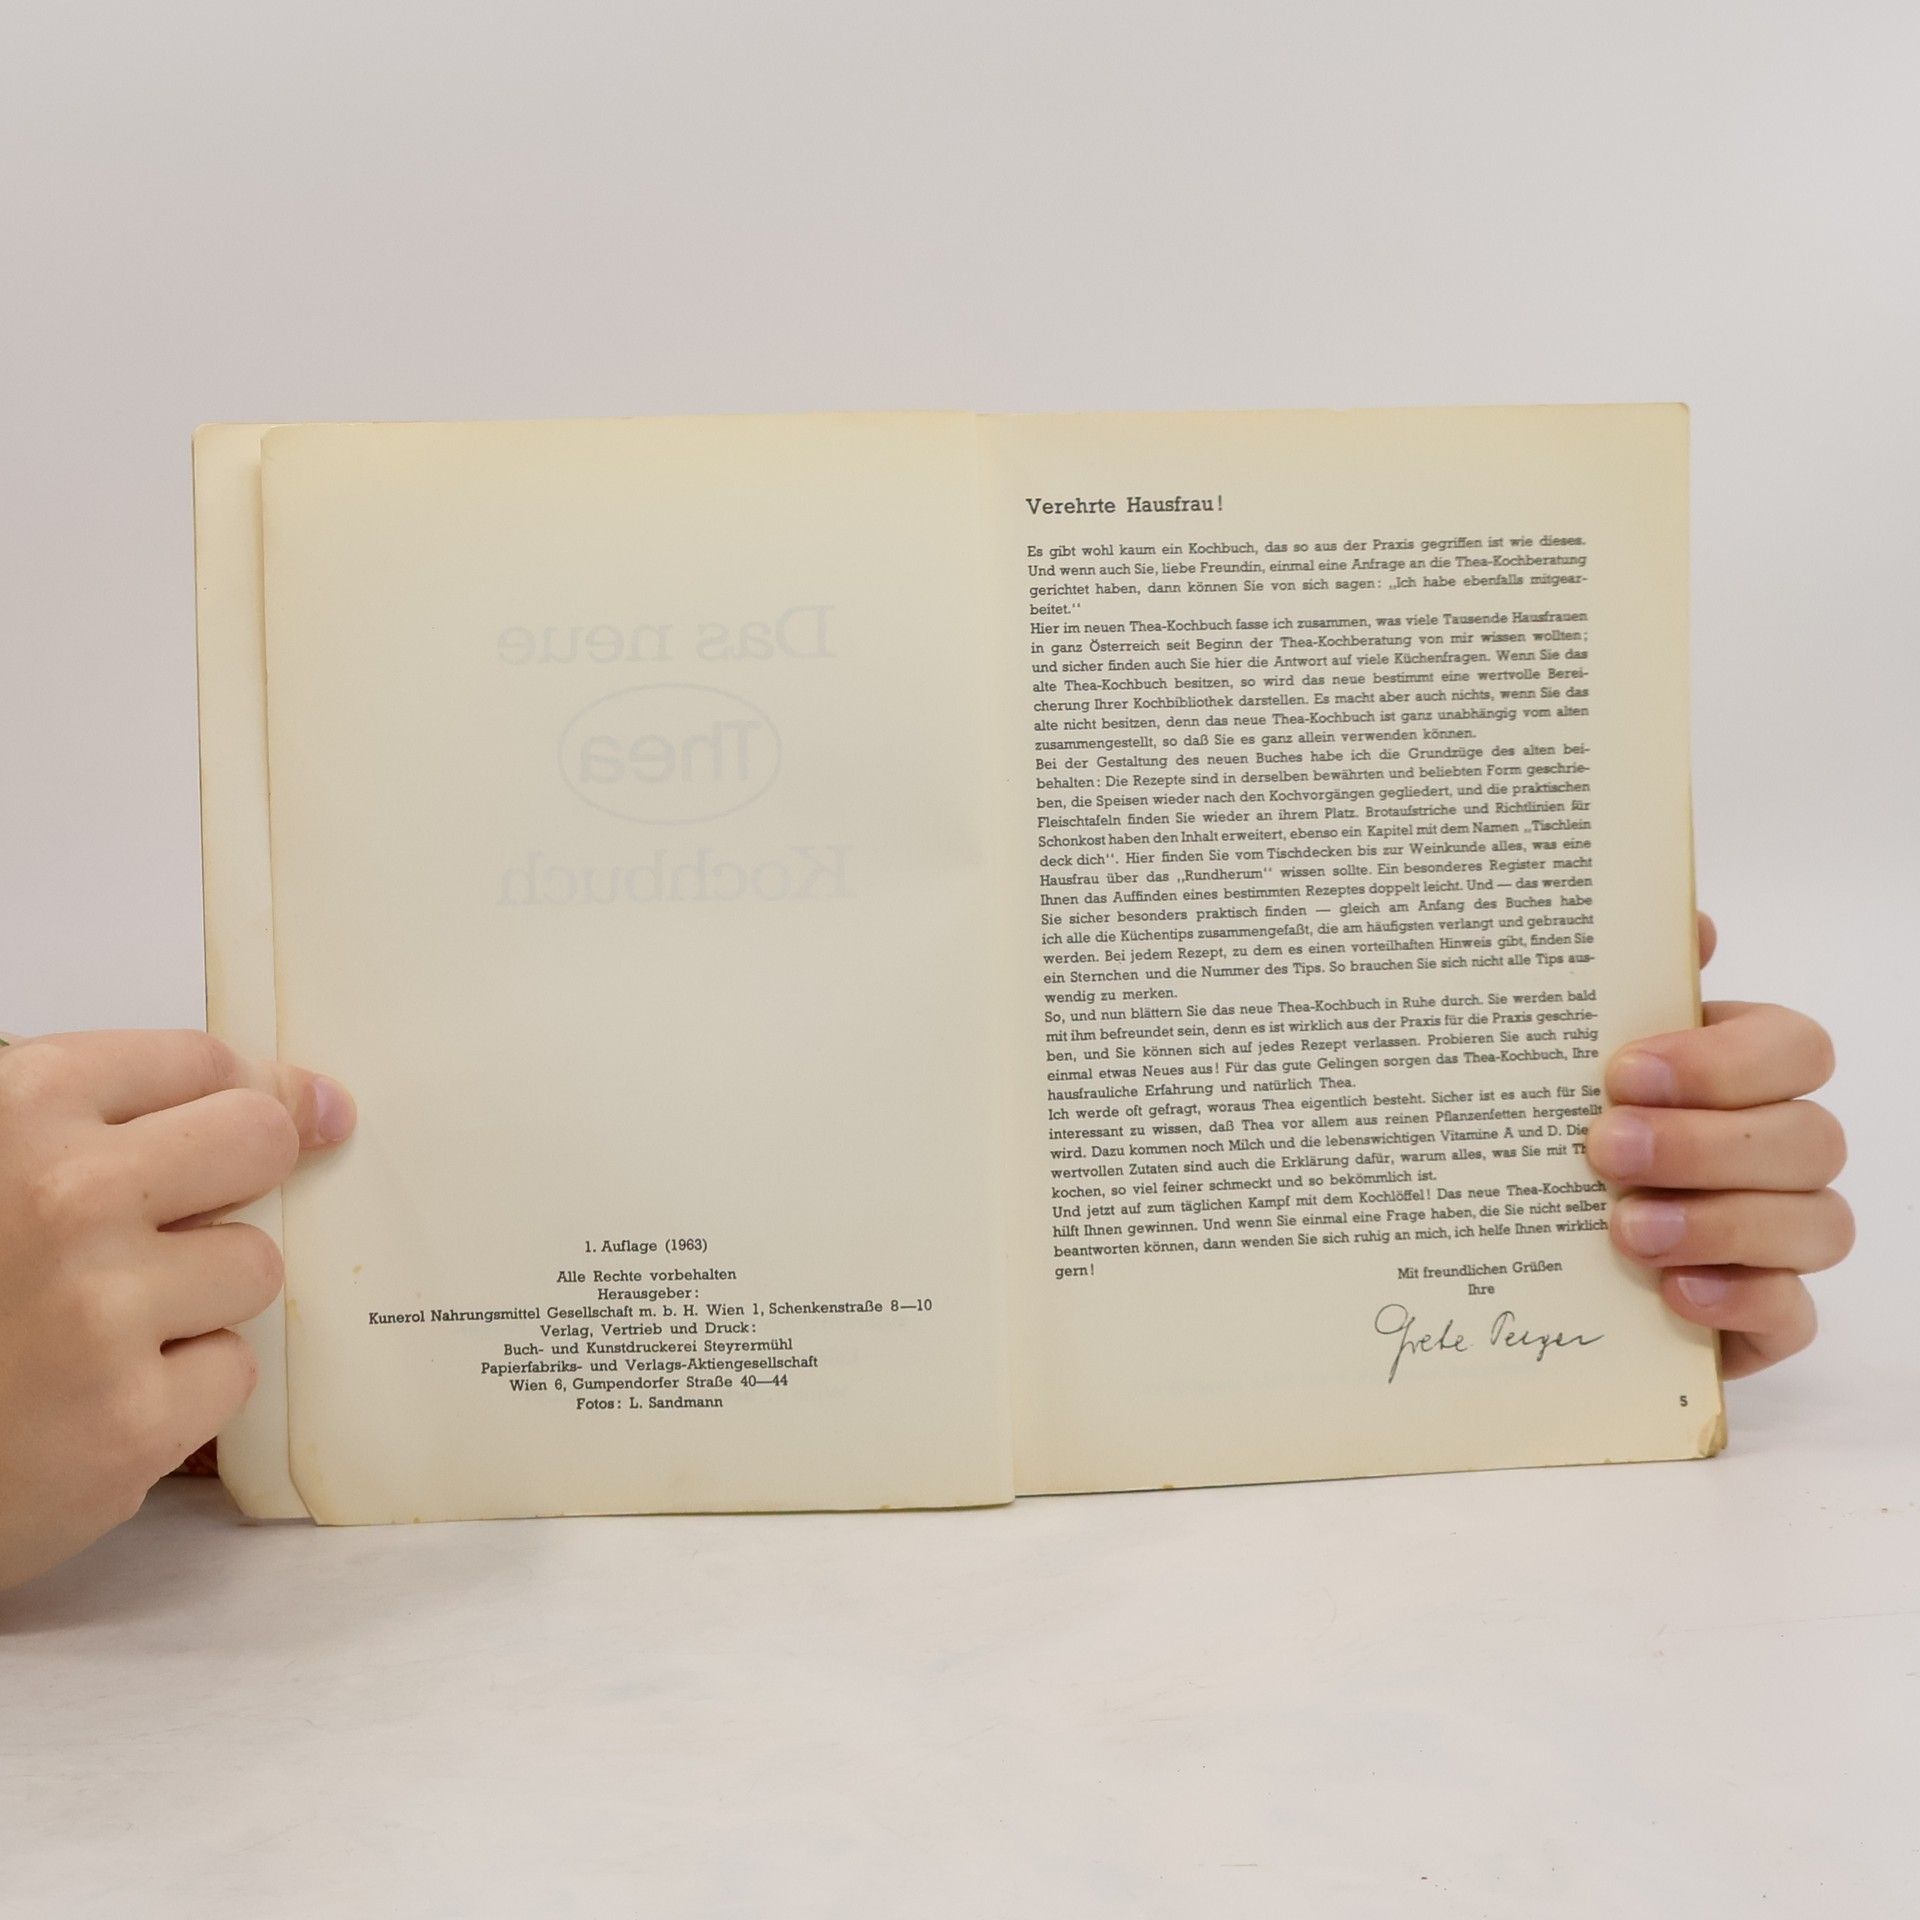 Das neue
Thea
Kochbuch
1. Auflage (1963)
Alle Rechte vorbehalten
Herausgeber:
Kunerol Nahrungsmittel Gesellschaft m. b. H. Wien 1, Schenkenstraße 8—10
Verlag, Vertrieb und Druck:
Buch- und Kunstdruckerei Steyrermühl
Papierfabriks- und Verlags-Aktiengesellschaft
Wien 6, Gumpendorfer Straße 40—44
Fotos: L. Sandmann
Verehrte Hausfrau!
Es gibt wohl kaum ein Kochbuch, das so aus der Praxis gegriffen ist wie dieses.
Und wenn auch Sie, liebe Freundin, einmal eine Anfrage an die Thea-Kochberatung
gerichtet haben, dann können Sie von sich sagen: „Ich habe ebenfalls mitgear-
beitet.“
Hier im neuen Thea-Kochbuch fasse ich zusammen, was viele Tausende Hausfrauen
in ganz Österreich seit Beginn der Thea-Kochberatung von mir wissen wollten;
und sicher finden auch Sie hier die Antwort auf viele Küchenfragen. Wenn Sie das
alte Thea-Kochbuch besitzen, so wird das neue bestimmt eine wertvolle Berei-
cherung Ihrer Kochbibliothek darstellen. Es macht aber auch nichts, wenn Sie das
alte nicht besitzen, denn das neue Thea-Kochbuch ist ganz unabhängig vom alten
zusammengestellt, so daß Sie es ganz allein verwenden können.
Bei der Gestaltung des neuen Buches habe ich die Grundzüge des alten bei-
behalten: Die Rezepte sind in derselben bewährten und beliebten Form geschrie-
ben, die Speisen wieder nach den Kochvorgängen gegliedert, und die praktischen
Fleischtafeln finden Sie wieder an ihrem Platz. Brotaufstriche und Richtlinien für
Schonkost haben den Inhalt erweitert, ebenso ein Kapitel mit dem Namen „Tischlein
deck dich“. Hier finden Sie vom Tischdecken bis zur Weinkunde alles, was eine
Hausfrau über das „Rundherum“ wissen sollte. Ein besonderes Register macht
Ihnen das Auffinden eines bestimmten Rezeptes doppelt leicht. Und — das werden
Sie sicher besonders praktisch finden — gleich am Anfang des Buches habe
ich alle die Küchentips zusammengefaßt, die am häufigsten verlangt und gebraucht
werden. Bei jedem Rezept, zu dem es einen vorteilhaften Hinweis gibt, finden Sie
ein Sternchen und die Nummer des Tips. So brauchen Sie sich nicht alle Tips aus-
wendig zu merken.
So, und nun blättern Sie das neue Thea-Kochbuch in Ruhe durch. Sie werden bald
mit ihm befreundet sein, denn es ist wirklich aus der Praxis für die Praxis geschrie-
ben, und Sie können sich auf jedes Rezept verlassen. Probieren Sie auch ruhig
einmal etwas Neues aus! Für das gute Gelingen sorgen das Thea-Kochbuch, Ihre
hausfrauliche Erfahrung und natürlich Thea.
Ich werde oft gefragt, woraus Thea eigentlich besteht. Sicher ist es auch für Sie
interessant zu wissen, daß Thea vor allem aus reinen Pflanzenfetten hergestellt
wird. Dazu kommen noch Milch und die lebenswichtigen Vitamine A und D. Die
wertvollen Zutaten sind auch die Erklärung dafür, warum alles, was Sie mit
kochen, so viel feiner schmeckt und so bekömmlich ist.
Und jetzt auf zum täglichen Kampf mit dem Kochlöffel! Das neue Thea-Kochbuch
hilft Ihnen gewinnen. Und wenn Sie einmal eine Frage haben, die Sie nicht selber
beantworten können, dann wenden Sie sich ruhig an mich, ich helfe Ihnen wirklich
gern!
Mit freundlichen Grüßen
Ihre
Grete Perger
5